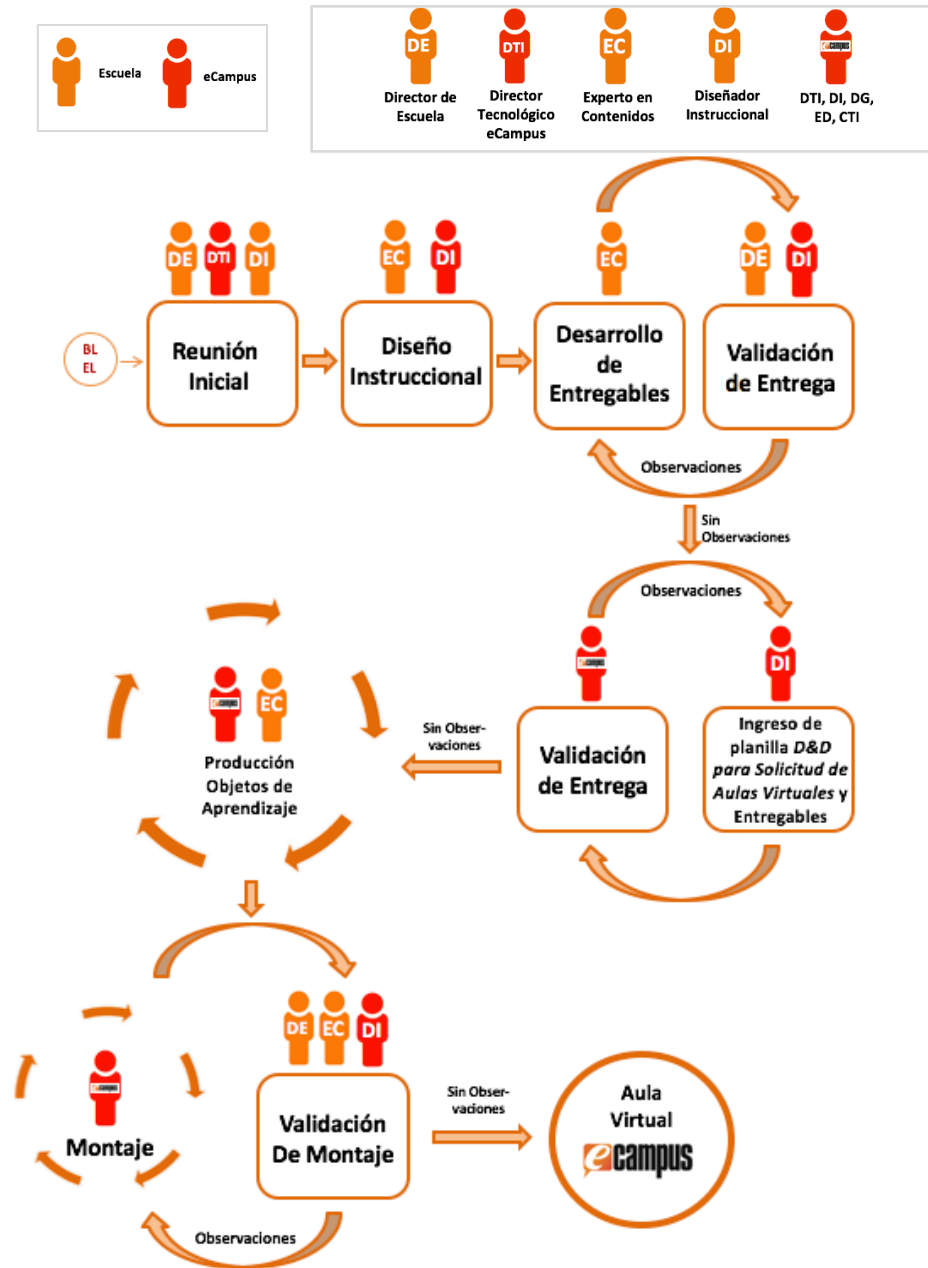 Escuela
eCampus
DE
DTI
EC
DI
ecampus
Director de
Escuela
Director
Tecnológico
eCampus
Experto en
Contenidos
Diseñador
Instruccional
DTI, DI, DG,
ED, CTI
DE
DTI
DI
EC
DI
EC
DE
DI
BL
EL
Reunión
Inicial
Diseño
Instruccional
Desarrollo
de
Entregables
Validación
de Entrega
Observaciones
Sin
Observaciones
Observaciones
ecampus
DI
Validación
de Entrega
Ingreso de
planilla D&D
para Solicitud de
Aulas Virtuales y
Entregables
Sin Obser-
vaciones
ecampus
EC
Producción
Objetos de
Aprendizaje
ecampus
Montaje
DE
EC
DI
Validación
De Montaje
Observaciones
Sin Obser-
vaciones
Aula
Virtual
ecampus